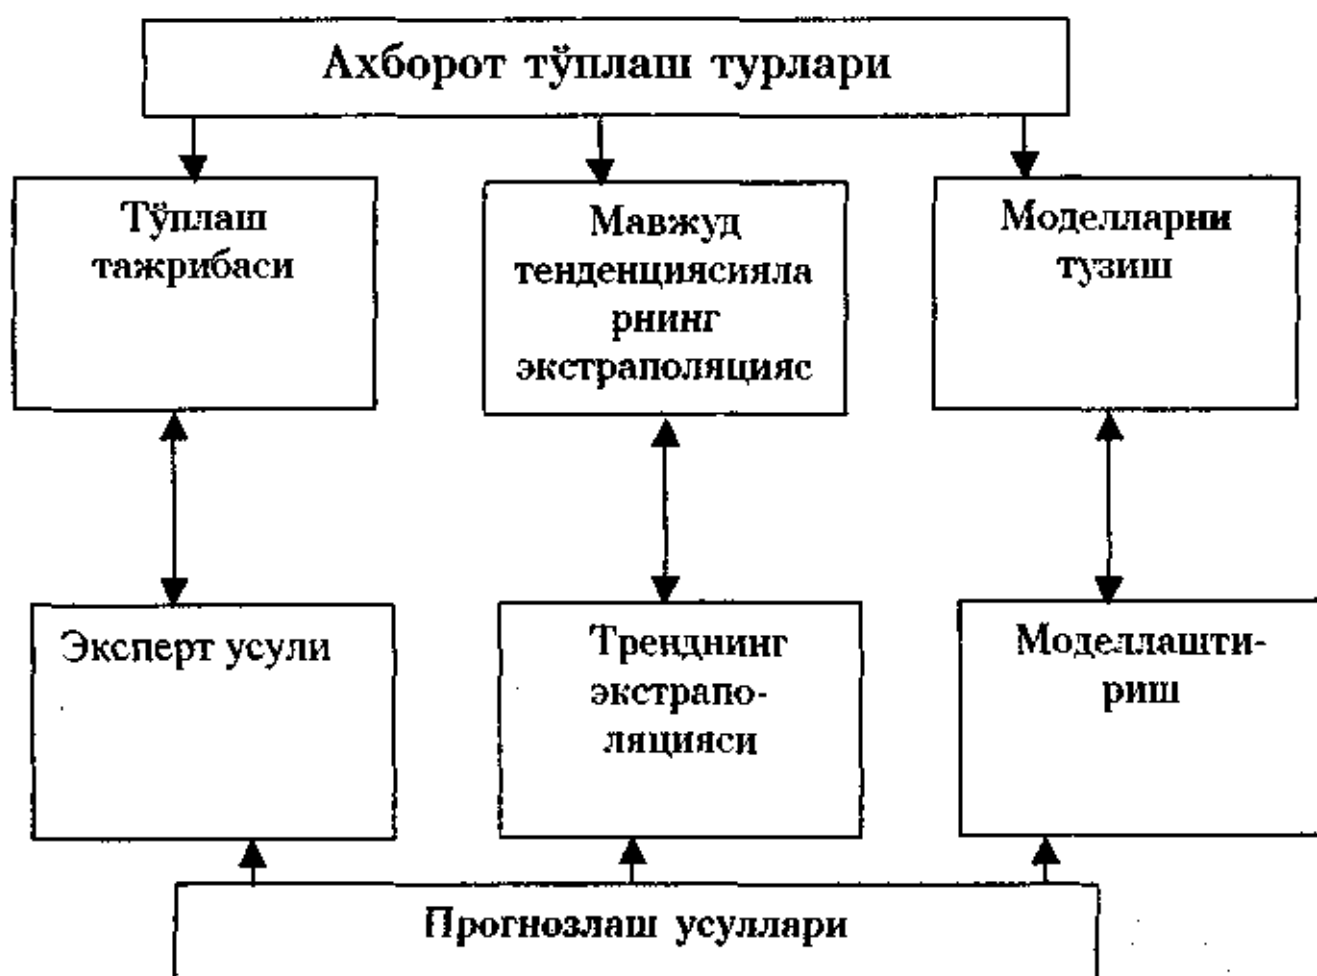 Ахборот тўплаш турлари
Тўплаш
тажрибаси
Мавжуд
тенденциясияла
рнинг
экстраполяцияс
Моделларни
тузиш
Эксперт усули
Тренднинг
экстрапо-
ляцияси
Моделлашти-
риш
Прогнозлаш усуллари